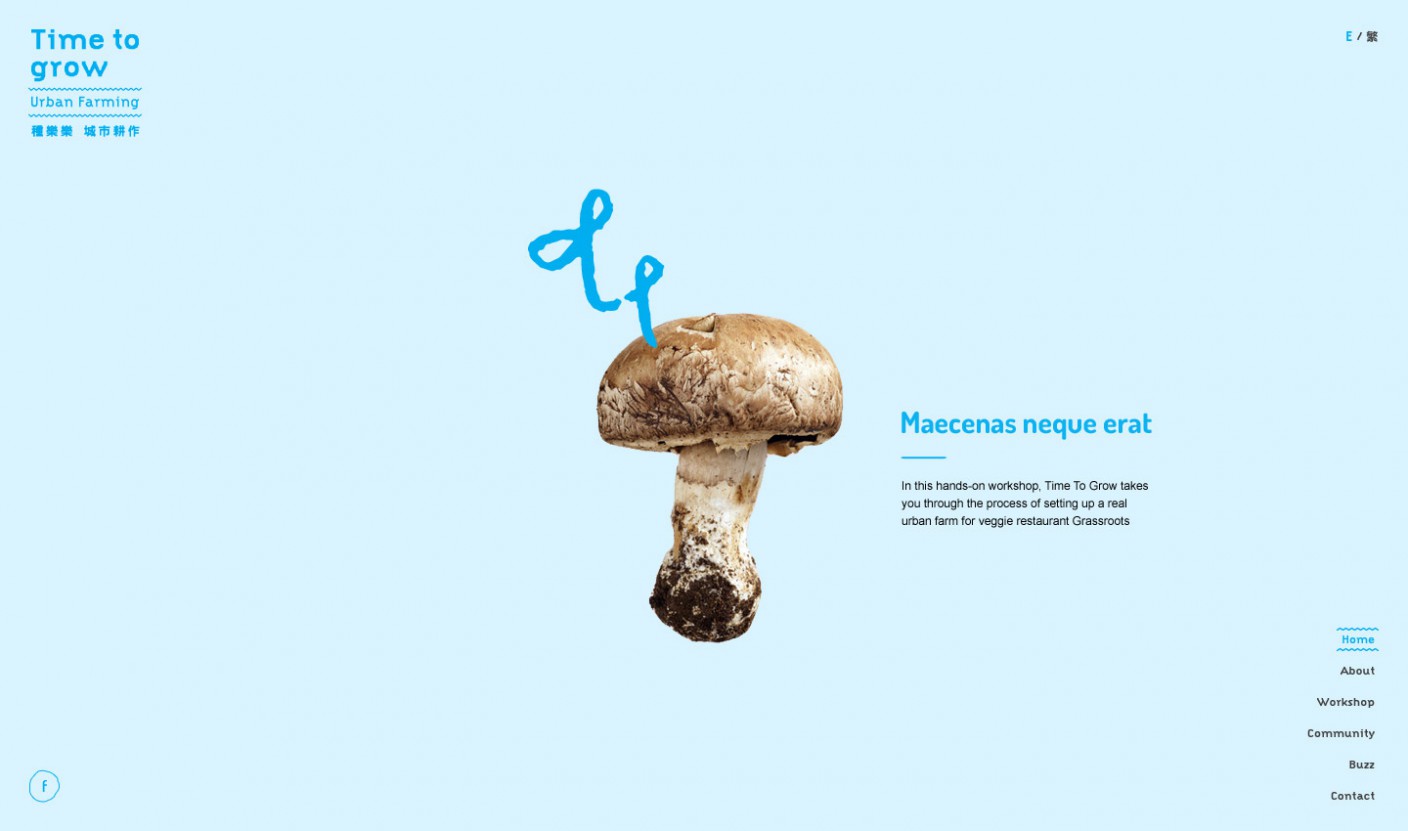 Time to
grow
Urban Farming
種樂樂 城市耕作
E / 繁
Maecenas neque erat
In this hands-on workshop, Time To Grow takes
you through the process of setting up a real
urban farm for veggie restaurant Grassroots
Home
About
Workshop
Community
Buzz
Contact
f